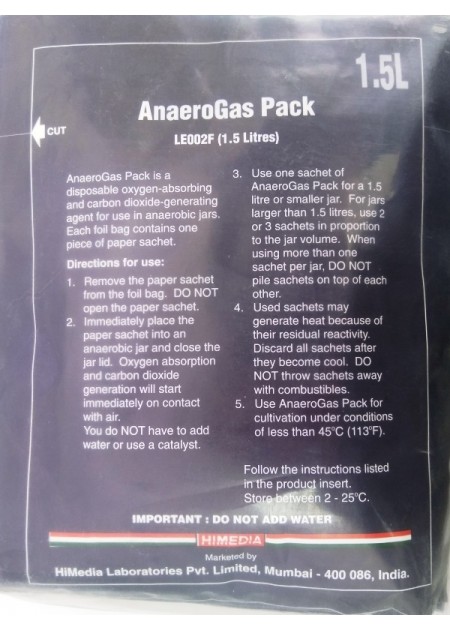 1.5L
AnaeroGas Pack
CUT
LE002F (1.5 Litres)
AnaeroGas Pack is a
disposable oxygen-absorbing
and carbon dioxide-generating
agent for use in anaerobic jars.
Each foil bag contains one
piece of paper sachet.
Directions for use:
1. Remove the paper sachet
from the foil bag. DO NOT
open the paper sachet.
2. Immediately place the
paper sachet into an
anaerobic jar and close the
jar lid. Oxygen absorption
and carbon dioxide
generation will start
immediately on contact
with air.
You do NOT have to add
water or use a catalyst.
3. Use one sachet of
AnaeroGas Pack for a 1.5
litre or smaller jar. For jars
larger than 1.5 litres, use 2
or 3 sachets in proportion
to the jar volume. When
using more than one
sachet per jar, DO NOT
pile sachets on top of each
other.
4. Used sachets may
generate heat because of
their residual reactivity.
Discard all sachets after
they become cool. DO
NOT throw sachets away
with combustibles.
5. Use AnaeroGas Pack for
cultivation under conditions
of less than 45°C (113°F).
Follow the instructions listed
in the product insert.
Store between 2 - 25°C.
IMPORTANT : DO NOT ADD WATER
HIMEDIA
Marketed by
HiMedia Laboratories Pvt. Limited, Mumbai - 400 086, India.